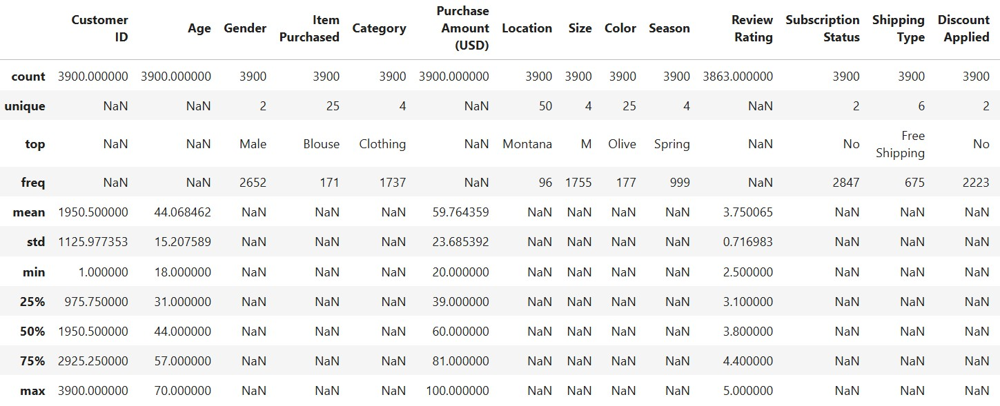 Customer ID Age Gender Item Purchased Category Purchase Amount (USD) Location Size Color Season Review Rating Subscription Status Shipping Type Discount Applied
count 3900.000000 3900.000000 3900 3900 3900 3900.000000 3900 3900 3900 3900 3863.000000 3900 3900 3900
unique NaN NaN 2 25 4 NaN 50 4 25 4 NaN 2 6 2
top NaN NaN Male Blouse Clothing NaN Montana M Olive Spring NaN No Free Shipping No
freq NaN NaN 2652 171 1737 NaN 96 1755 177 999 NaN 2847 675 2223
mean 1950.500000 44.068462 NaN NaN NaN 59.764359 NaN NaN NaN NaN 3.750065 NaN NaN NaN
std 1125.977353 15.207589 NaN NaN NaN 23.685392 NaN NaN NaN NaN 0.716983 NaN NaN NaN
min 1.000000 18.000000 NaN NaN NaN 20.000000 NaN NaN NaN NaN 2.500000 NaN NaN NaN
25% 975.750000 31.000000 NaN NaN NaN 39.000000 NaN NaN NaN NaN 3.100000 NaN NaN NaN
50% 1950.500000 44.000000 NaN NaN NaN 60.000000 NaN NaN NaN NaN 3.800000 NaN NaN NaN
75% 2925.250000 57.000000 NaN NaN NaN 81.000000 NaN NaN NaN NaN 4.400000 NaN NaN NaN
max 3900.000000 70.000000 NaN NaN NaN 100.000000 NaN NaN NaN NaN 5.000000 NaN NaN NaN